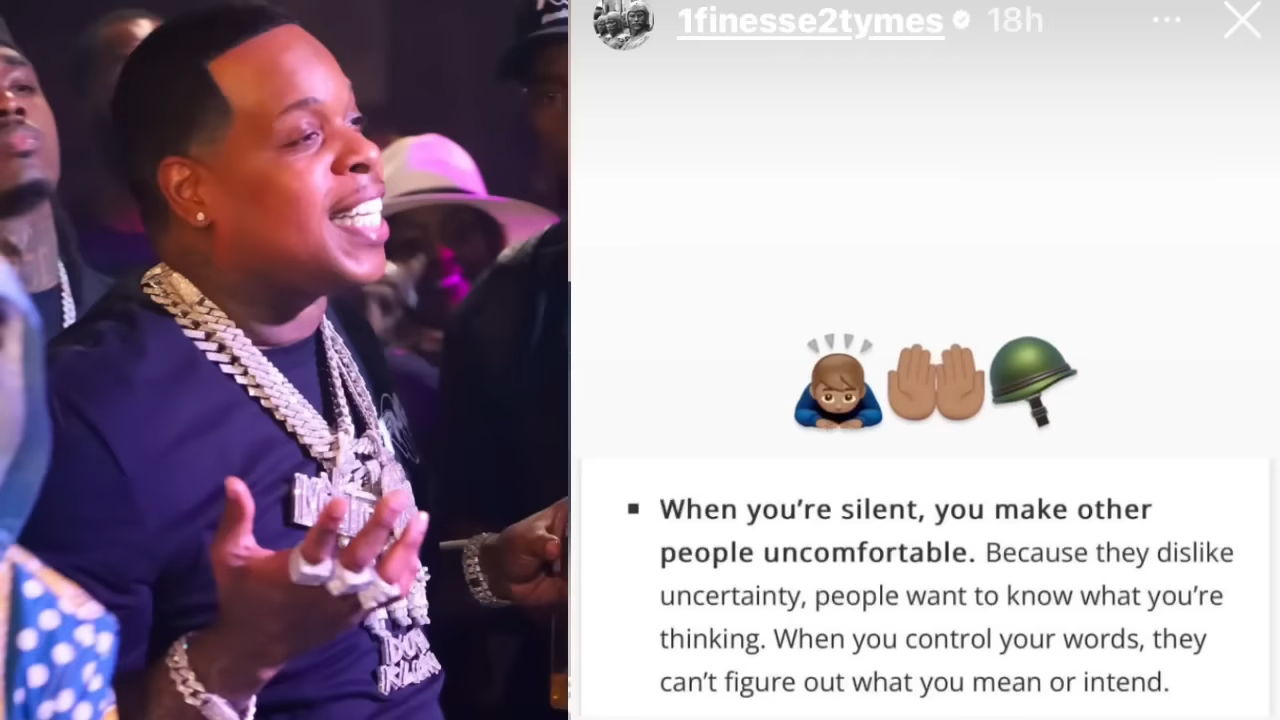 1finesse2tymes 18h
When you're silent, you make other
people uncomfortable. Because they dislike
uncertainty, people want to know what you're
thinking. When you control your words, they
can't figure out what you mean or intend.